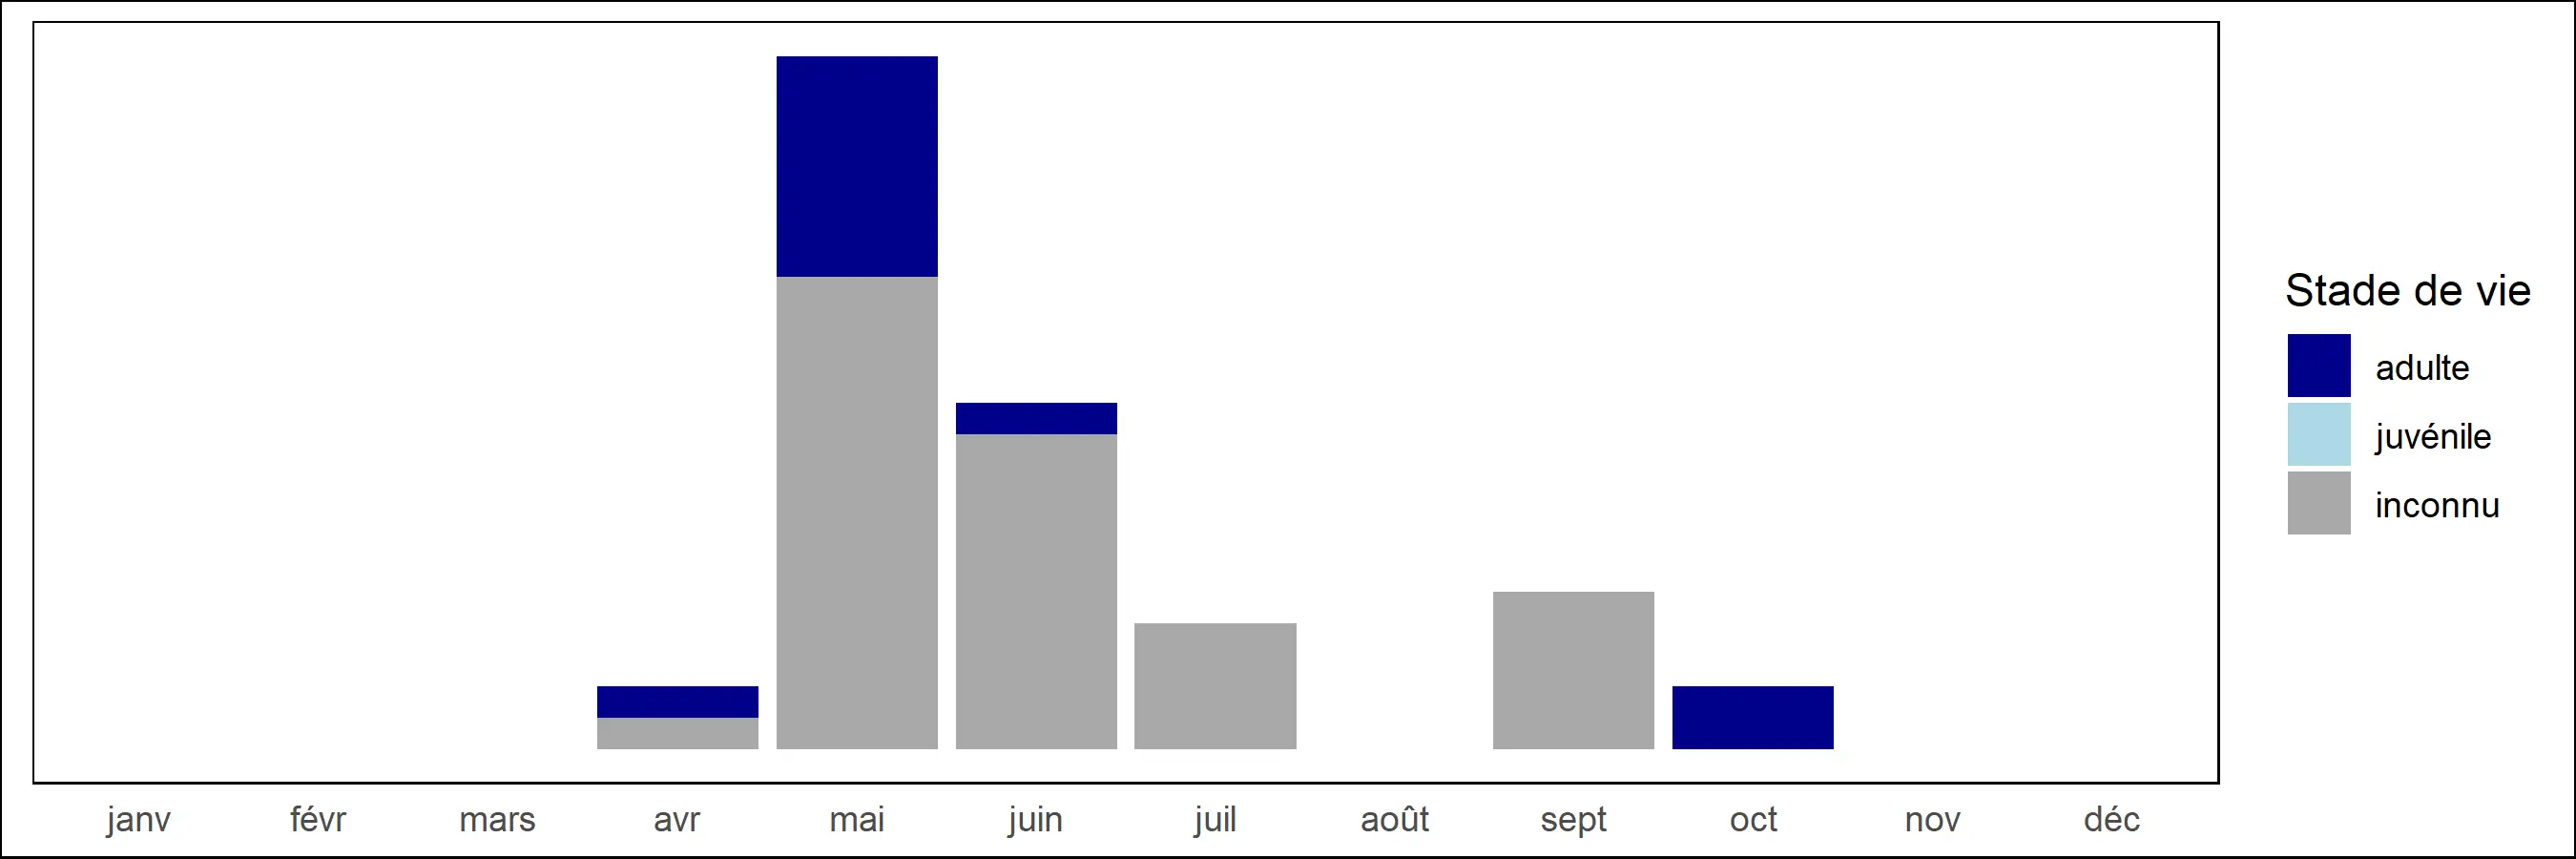 Stade de vie
adulte
juvénile
inconnu
janv févr mars avr mai juin juil août sept oct nov déc